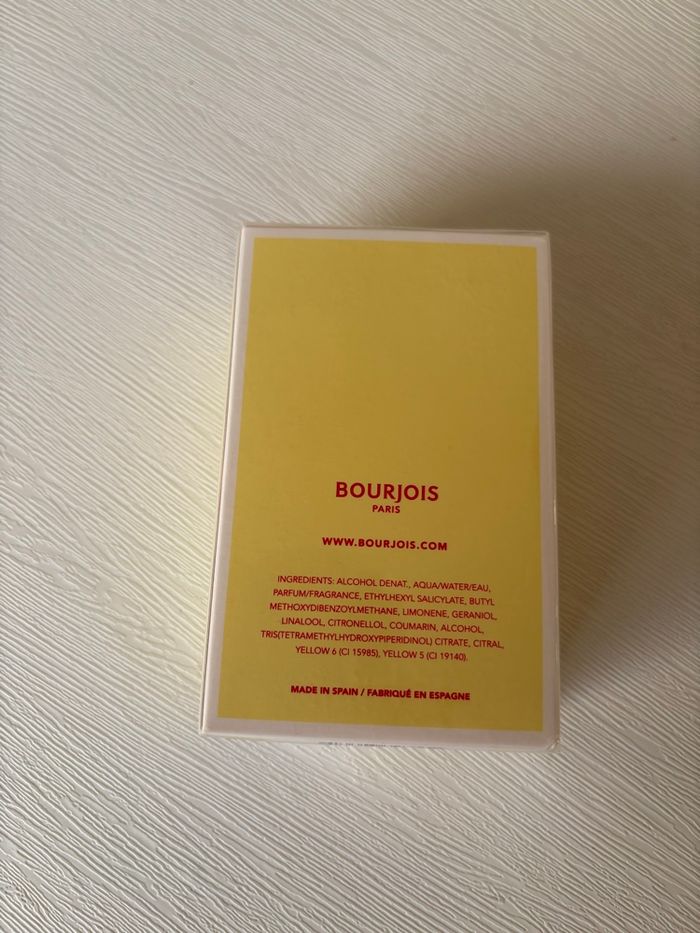 BOURJOIS
PARIS
WWW.BOURJOIS.COM
INGREDIENTS: ALCOHOL DENAT., AQUA/WATER/EAU,
PARFUM/FRAGRANCE, ETHYLHEXYL SALICYLATE, BUTYL
METHOXYDIBENZOYLMETHANE, LIMONENE, GERANIOL,
LINALOOL, CITRONELLOL, COUMARIN, ALCOHOL,
TRIS(TETRAMETHYLHYDROXYPIPERIDINOL) CITRATE, CITRAL,
YELLOW 6 (CI 15985), YELLOW 5 (CI 19140).
MADE IN SPAIN / FABRIQUÉ EN ESPAGNE